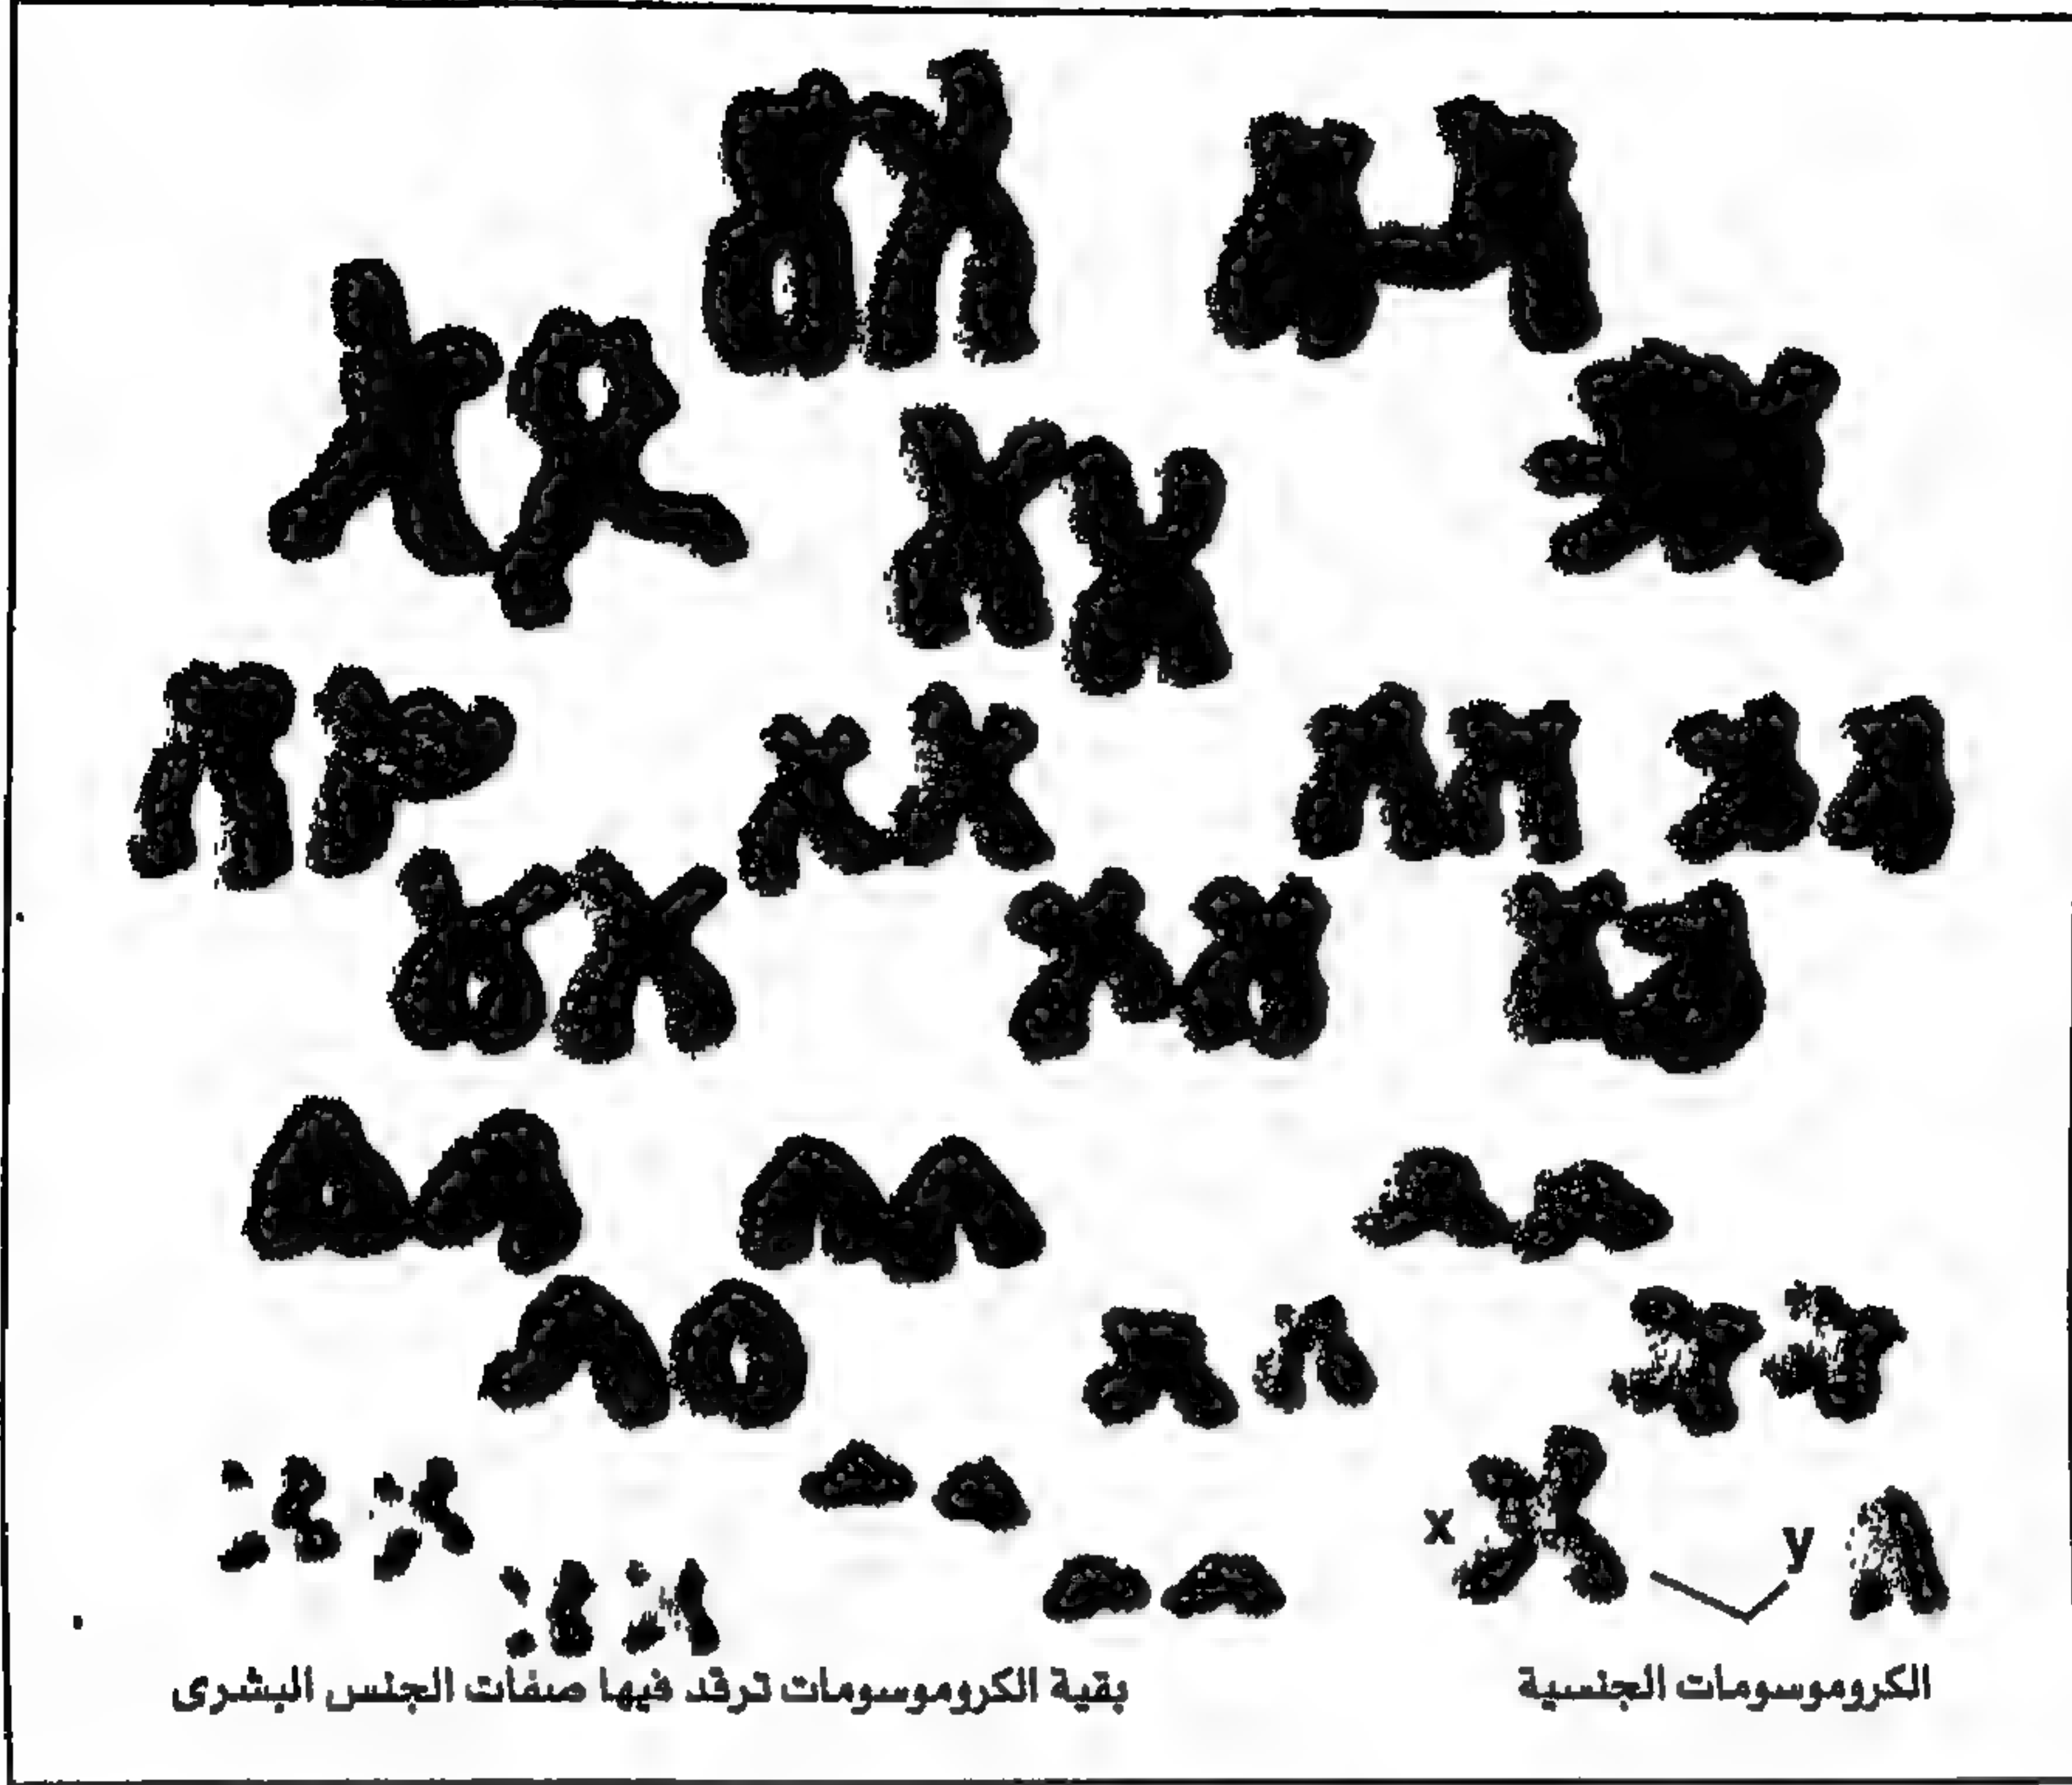 x
y
الكروموسومات الجنسية
بقية الكروموسومات ترقد فيها صفات الجنس البشرى